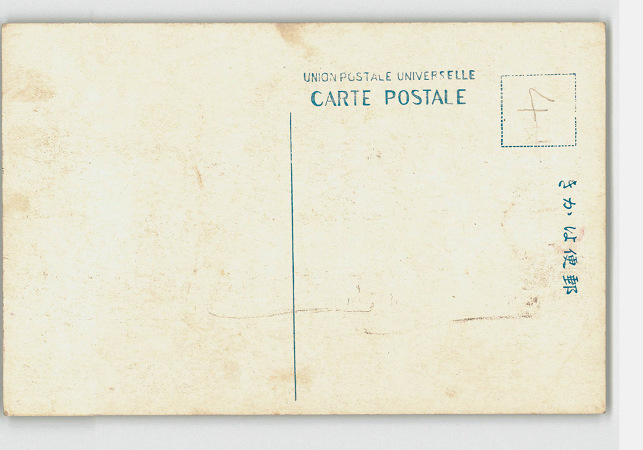 UNION POSTALE UNIVERSELLE
CARTE POSTALE
4
郵便はかき